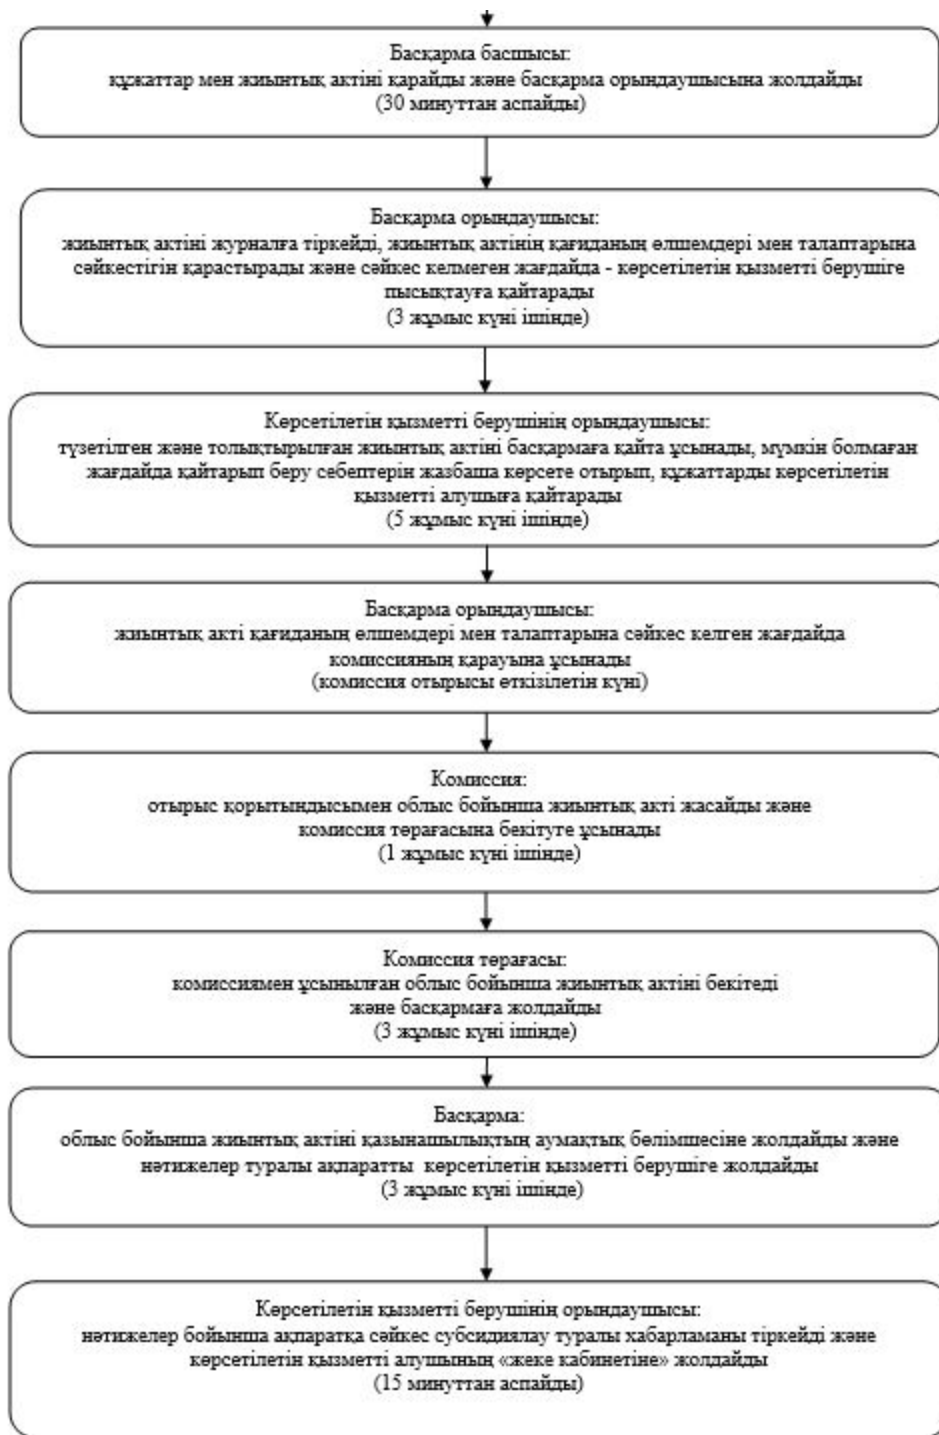 Басқарма басшысы:
құжаттар мен жиынтық актіні қарайды және басқарма орындаушысына жолдайды
(30 минуттан аспайды)
Басқарма орындаушысы:
жиынтық актіні журналға тіркейді, жиынтық актінің қағиданың өлшемдері мен талаптарына
сәйкестігін қарастырады және сәйкес келмеген жағдайда - көрсетілетін қызметті берушіге
пысықтауға қайтарады
(3 жұмыс күні ішінде)
Көрсетілетін қызметті берушінің орындаушысы:
түзетілген және толықтырылған жиынтық актіні басқармаға қайта ұсынады, мүмкін болмаған
жағдайда қайтарып беру себептерін жазбаша көрсете отырып, құжаттарды көрсетілетін
қызметті алушыға қайтарады
(5 жұмыс күні ішінде)
Басқарма орындаушысы:
жиынтық акті қағиданың өлшемдері мен талаптарына сәйкес келген жағдайда
комиссияның қарауына ұсынады
(комиссия отырысы өткізілетін күні)
Комиссия:
отырыс қорытындысымен облыс бойынша жиынтық акті жасайды және
комиссия төрағасына бекітуге ұсынады
(1 жұмыс күні ішінде)
Комиссия төрағасы:
комиссиямен ұсынылған облыс бойынша жиынтық актіні бекітеді
және басқармаға жолдайды
(3 жұмыс күні ішінде)
Басқарма:
облыс бойынша жиынтық актіні қазынашылықтың аумақтық бөлімшесіне жолдайды және
нәтижелер туралы ақпаратты көрсетілетін қызметті берушіге жолдайды
(3 жұмыс күні ішінде)
Көрсетілетін қызметті берушінің орындаушысы:
нәтижелер бойынша ақпаратқа сәйкес субсидиялау туралы хабарламаны тіркейді және
көрсетілетін қызметті алушының «жеке кабинетіне» жолдайды
(15 минуттан аспайды)